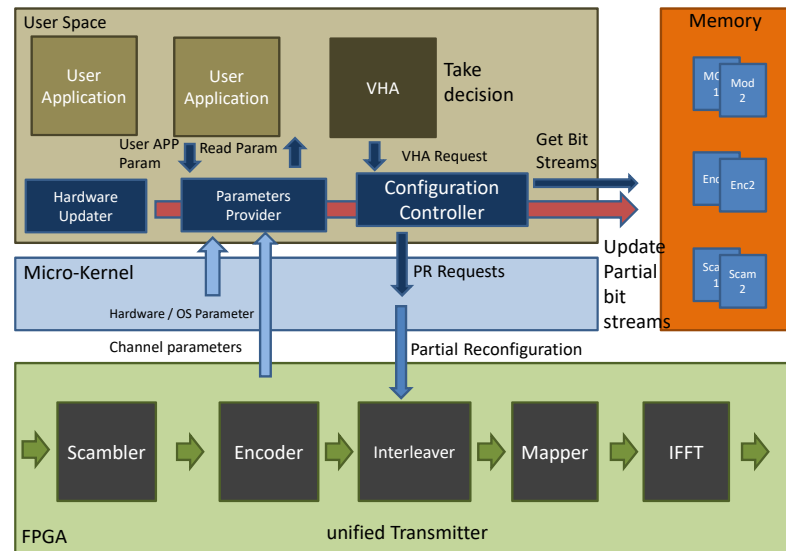 User Space
User
Application
User
Application
VHA
Take
decision
User APP
Param
Read Param
VHA Request
Get Bit
Streams
Hardware
Updater
Parameters
Provider
Configuration
Controller
Memory
1
Mod
2
Enc2
1
Scam
2
Micro-Kernel
PR Requests
Update
Partial
bit
streams
Hardware / OS Parameter
Channel parameters
Partial Reconfiguration
Scambler
Encoder
Interleaver
Mapper
IFFT
FPGA
unified Transmitter